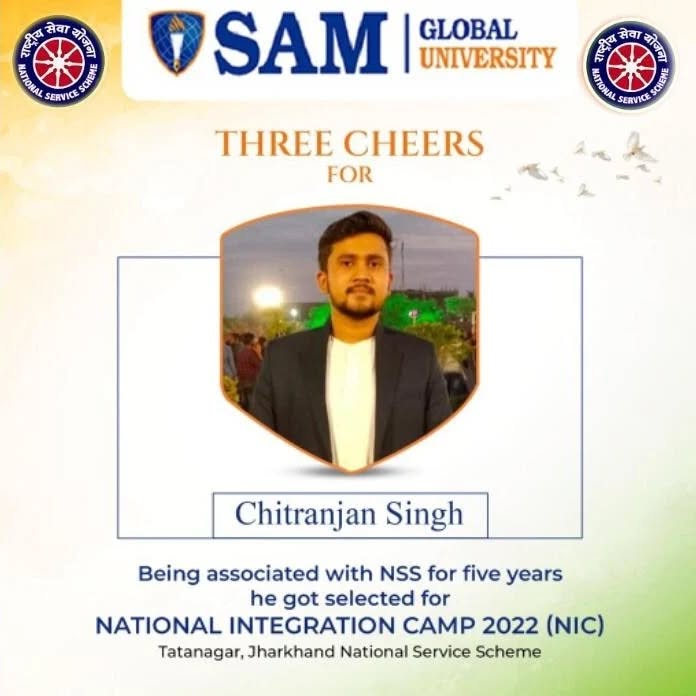 राष्ट्रीय सेवा योजना
NATIONAL SERVICE SCHEME
SAM
GLOBAL
UNIVERSITY
राष्ट्रीय सेवा योजना
NATIONAL SERVICE SCHEME
THREE CHEERS
FOR
Chitranjan Singh
Being associated with NSS for five years
he got selected for
NATIONAL INTEGRATION CAMP 2022 (NIC)
Tatanagar, Jharkhand National Service Scheme